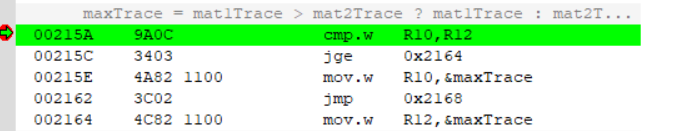 maxTrace = mat1Trace > mat2Trace ? mat1Trace : mat2T...
00215A 9A0C cmp.w R10,R12
00215C 3403 jge 0x2164
00215E 4A82 1100 mov.w R10,&maxTrace
002162 3C02 jmp 0x2168
002164 4C82 1100 mov.w R12,&maxTrace